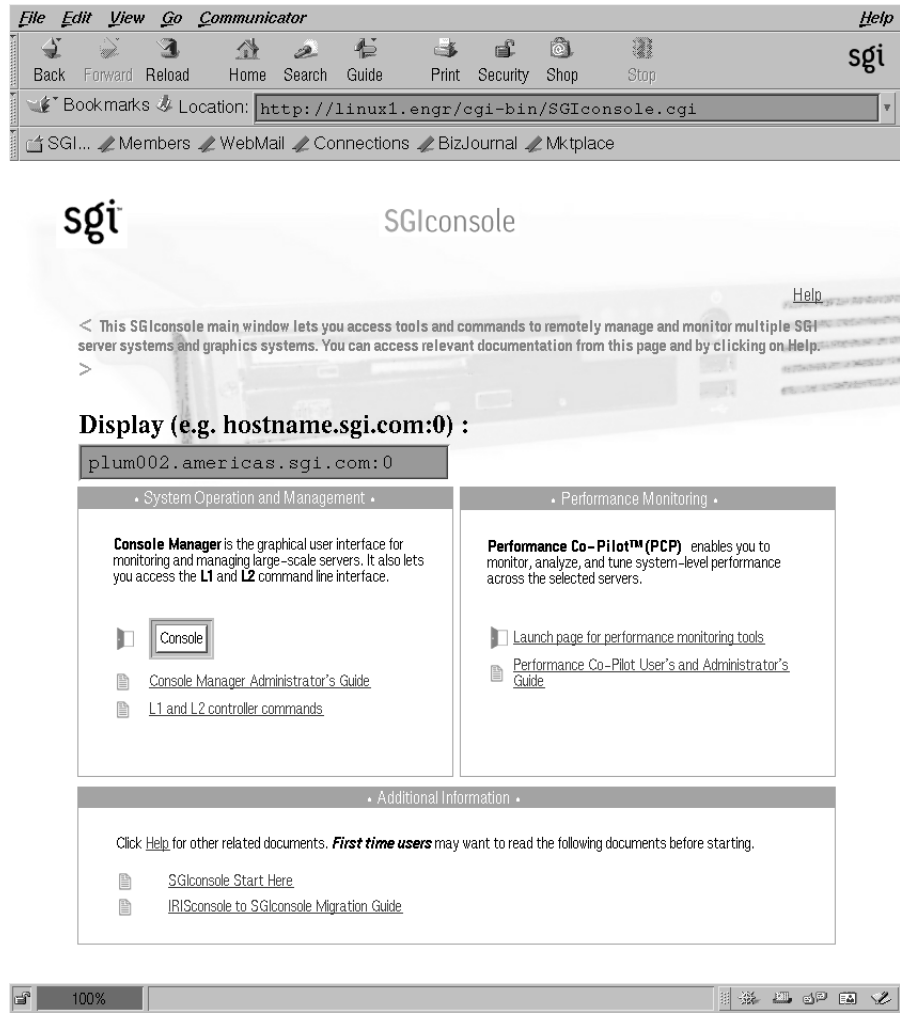 File Edit View Go Communicator Help
Back Forward Reload Home Search Guide Print Security Shop Stop
sgi
Bookmarks Location: http://linux1.engr/cgi-bin/SGIconsole.cgi
SGI... Members WebMail Connections BizJournal Mktplace
sgi™ SGIconsole
Help
< This SGIconsole main window lets you access tools and commands to remotely manage and monitor multiple SGI
server systems and graphics systems. You can access relevant documentation from this page and by clicking on Help.
>
Display (e.g. hostname.sgi.com:0) :
plum002.americas.sgi.com:0
• System Operation and Management •
Console Manager is the graphical user interface for
monitoring and managing large-scale servers. It also lets
you access the L1 and L2 command line interface.
Console
Console Manager Administrator's Guide
L1 and L2 controller commands
• Performance Monitoring •
Performance Co-Pilot™ (PCP) enables you to
monitor, analyze, and tune system-level performance
across the selected servers.
Launch page for performance monitoring tools
Performance Co-Pilot User's and Administrator's
Guide
• Additional Information •
Click Help for other related documents. First time users may want to read the following documents before starting.
SGIconsole Start Here
IRISconsole to SGIconsole Migration Guide
100%